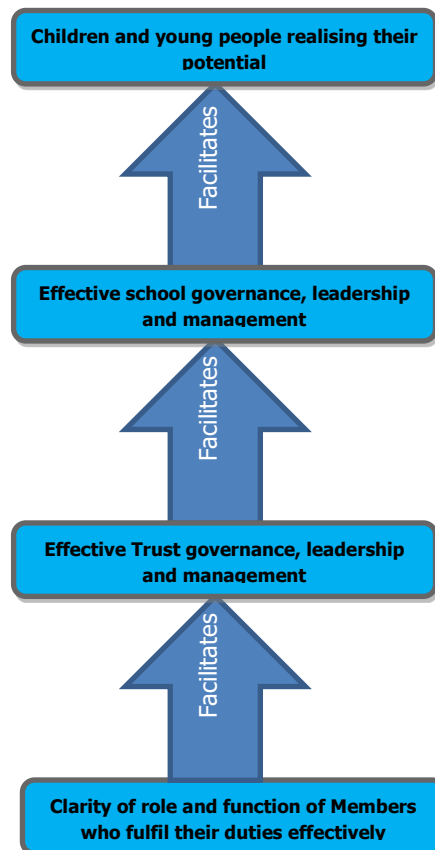 Children and young people realising their
potential
Facilitates
Effective school governance, leadership
and management
Facilitates
Effective Trust governance, leadership
and management
Facilitates
Clarity of role and function of Members
who fulfil their duties effectively